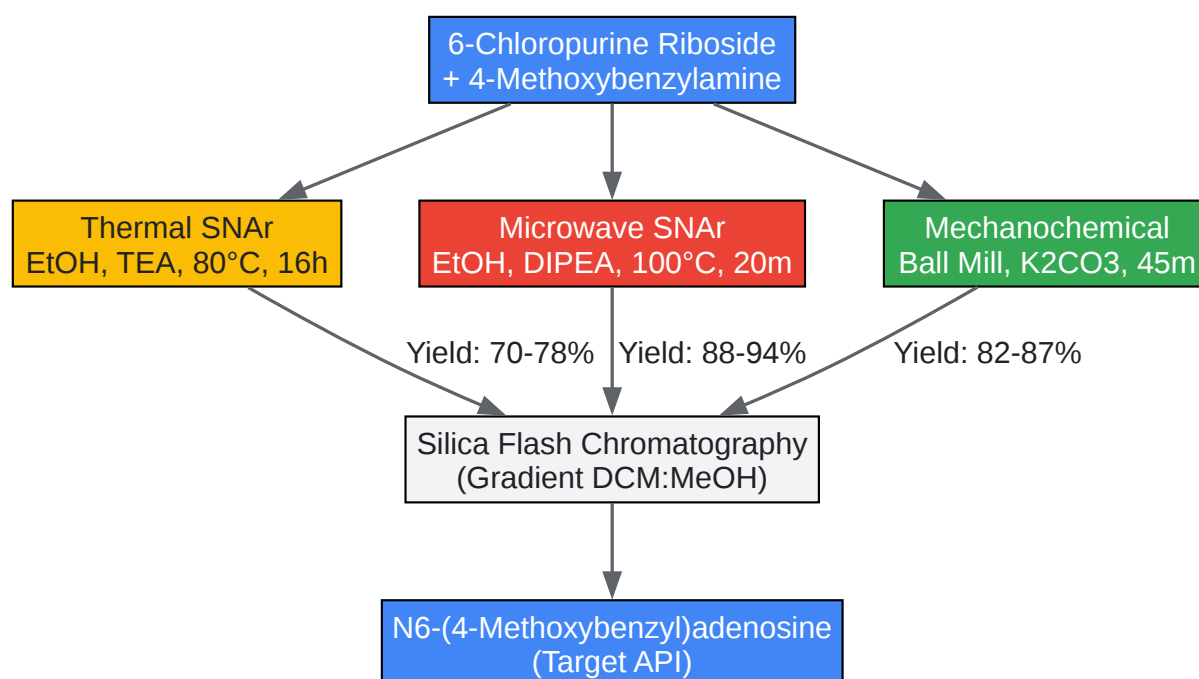 6-Chloropurine Riboside
+ 4-Methoxybenzylamine
Thermal SNAr
EtOH, TEA, 80°C, 16h
Microwave SNAr
EtOH, DIPEA, 100°C, 20m
Mechanochemical
Ball Mill, K2CO3, 45m
Yield: 70-78%
Yield: 88-94%
Yield: 82-87%
Silica Flash Chromatography
(Gradient DCM:MeOH)
N6-(4-Methoxybenzyl)adenosine
(Target API)